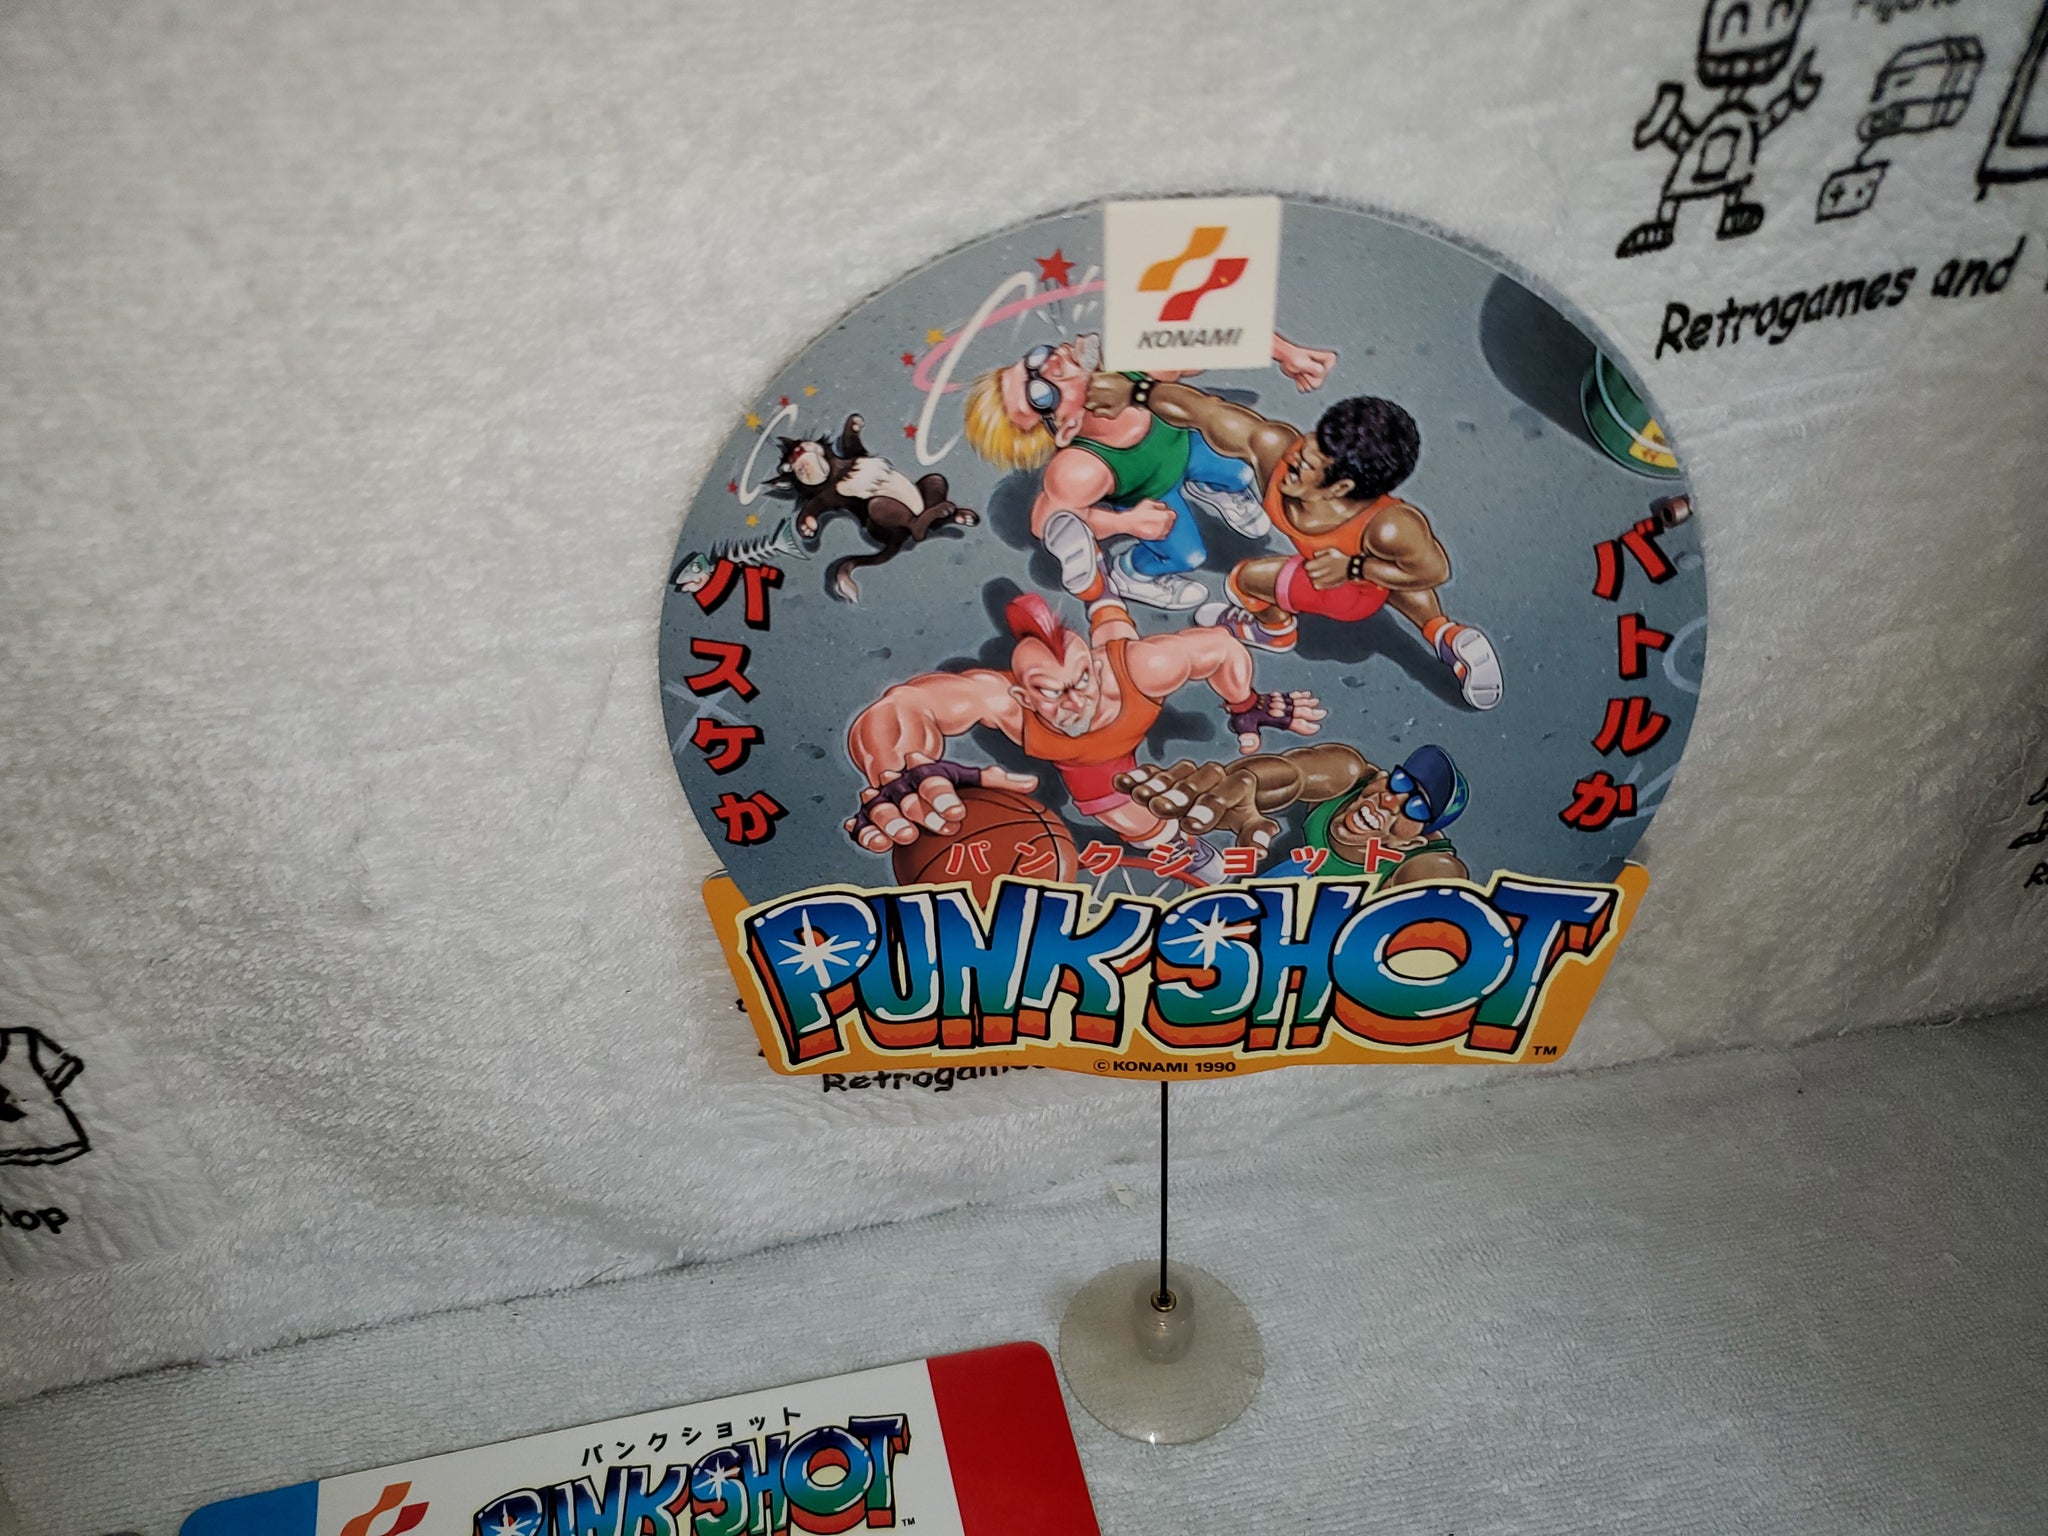 Retrogames and
KONAMI
バスケか
バトルか
パンクショット
PUNK SHOT
TM
©KONAMI 1990
パンクショット
PUNK SHOT
TM